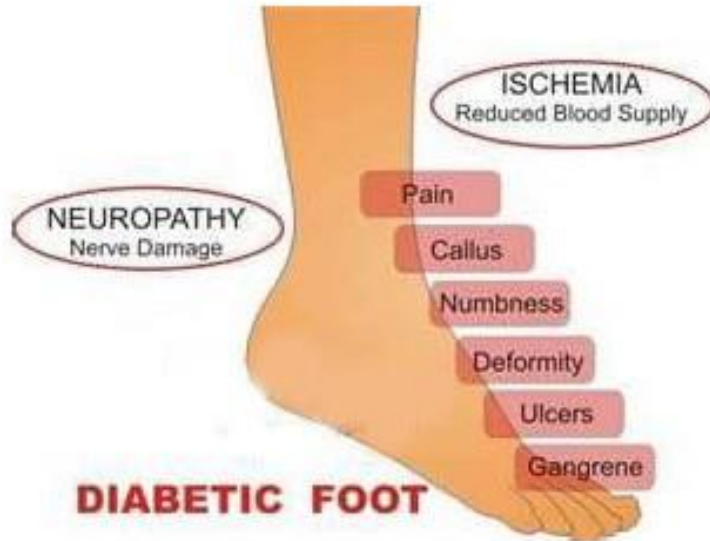 ISCHEMIA
Reduced Blood Supply
NEUROPATHY
Nerve Damage
Pain
Callus
Numbness
Deformity
Ulcers
Gangrene
DIABETIC FOOT